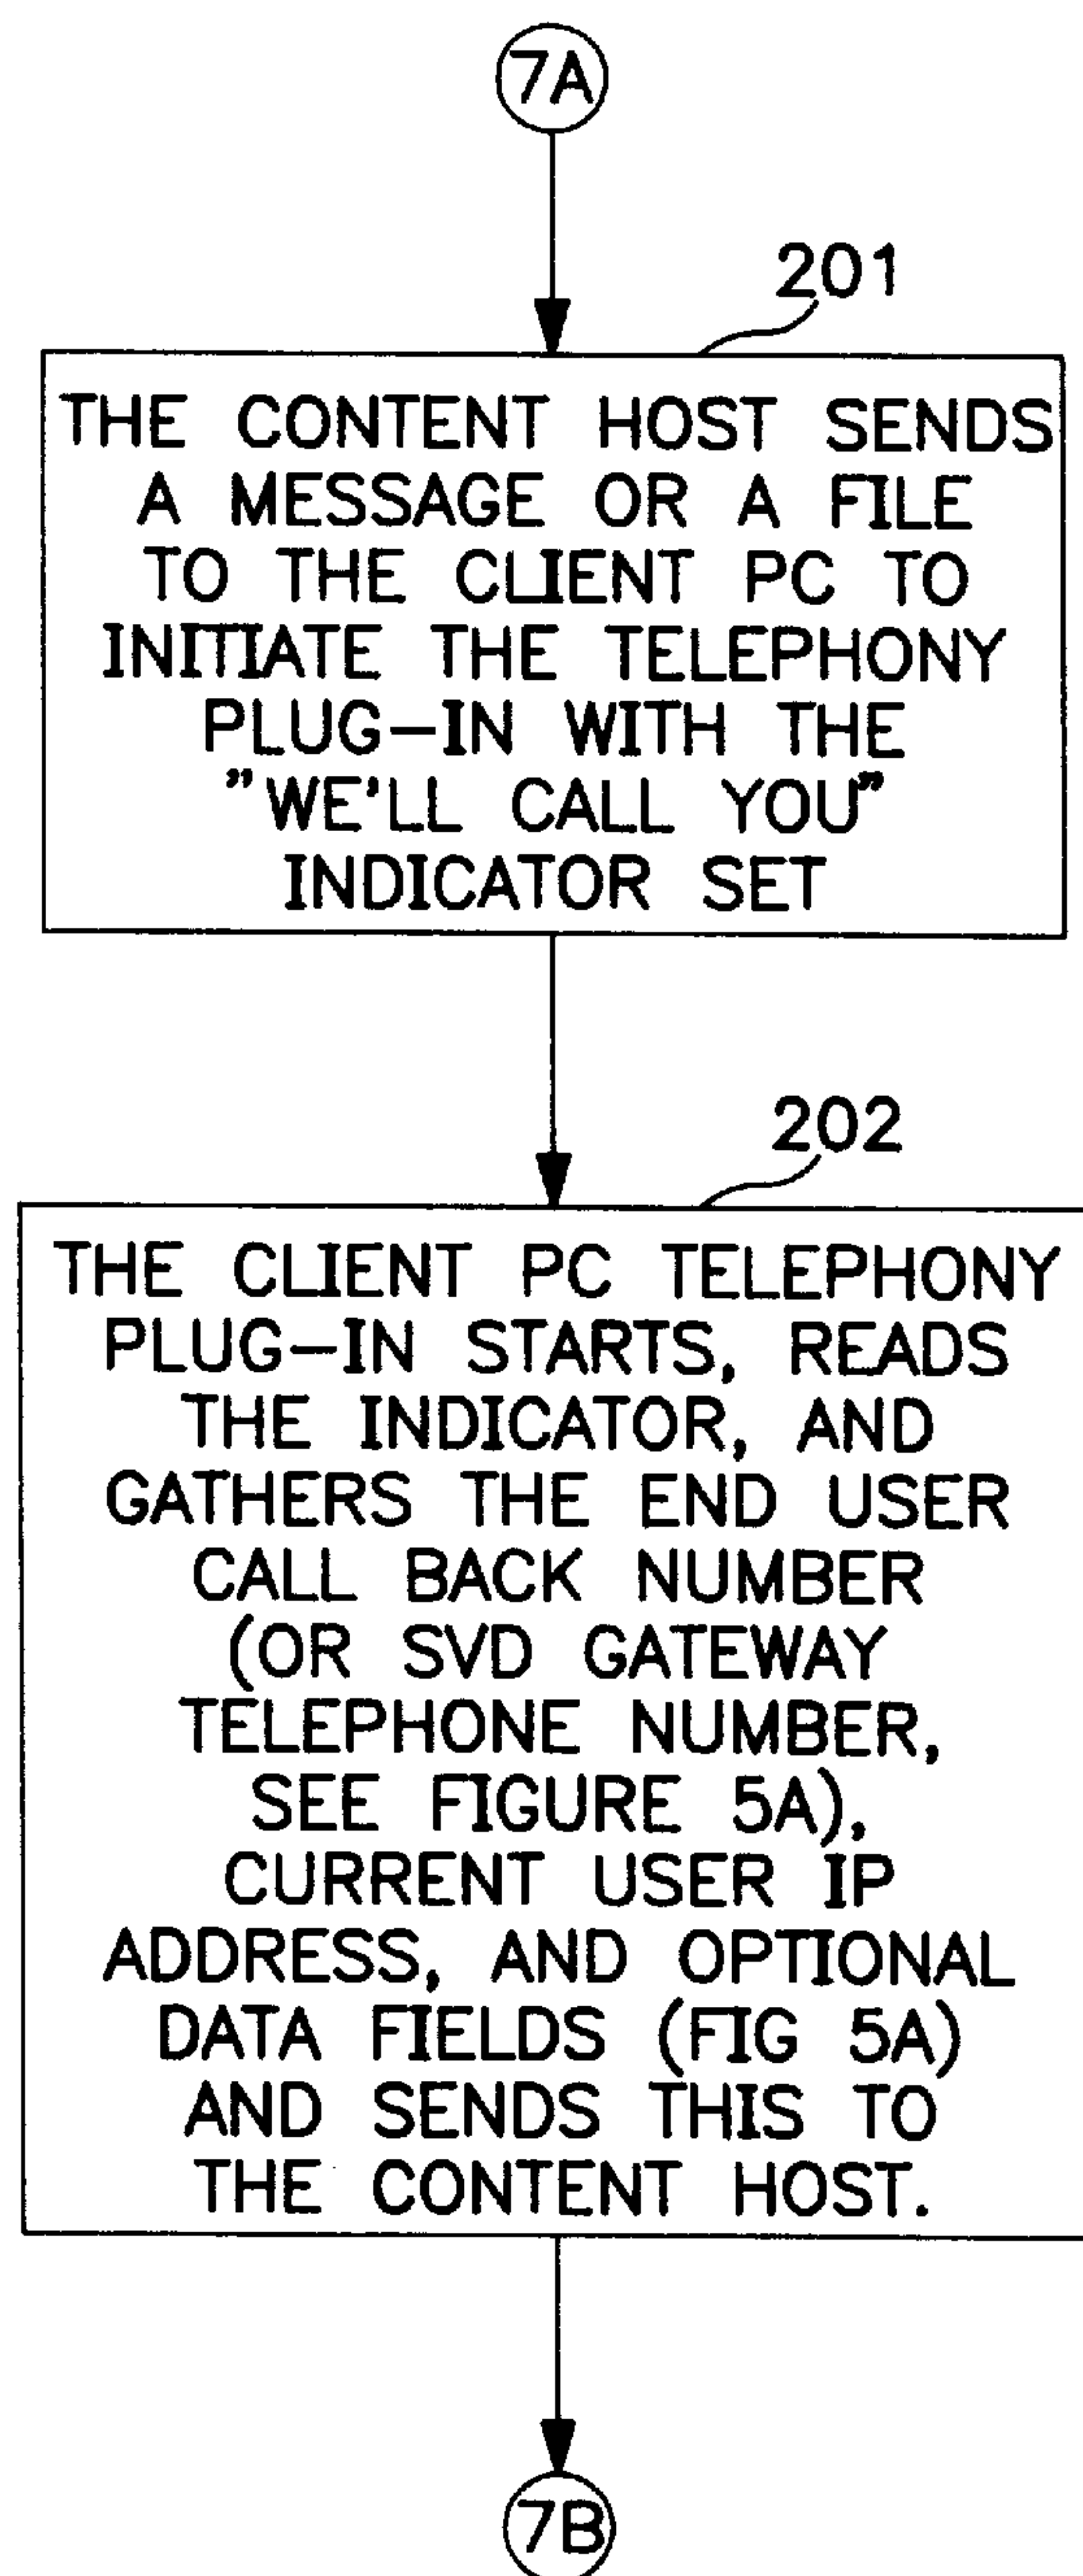 7A
201
THE CONTENT HOST SENDS
A MESSAGE OR A FILE
TO THE CLIENT PC TO
INITIATE THE TELEPHONY
PLUG-IN WITH THE
"WE'LL CALL YOU"
INDICATOR SET
202
THE CLIENT PC TELEPHONY
PLUG-IN STARTS, READS
THE INDICATOR, AND
GATHERS THE END USER
CALL BACK NUMBER
(OR SVD GATEWAY
TELEPHONE NUMBER,
SEE FIGURE 5A),
CURRENT USER IP
ADDRESS, AND OPTIONAL
DATA FIELDS (FIG 5A)
AND SENDS THIS TO
THE CONTENT HOST.
7B